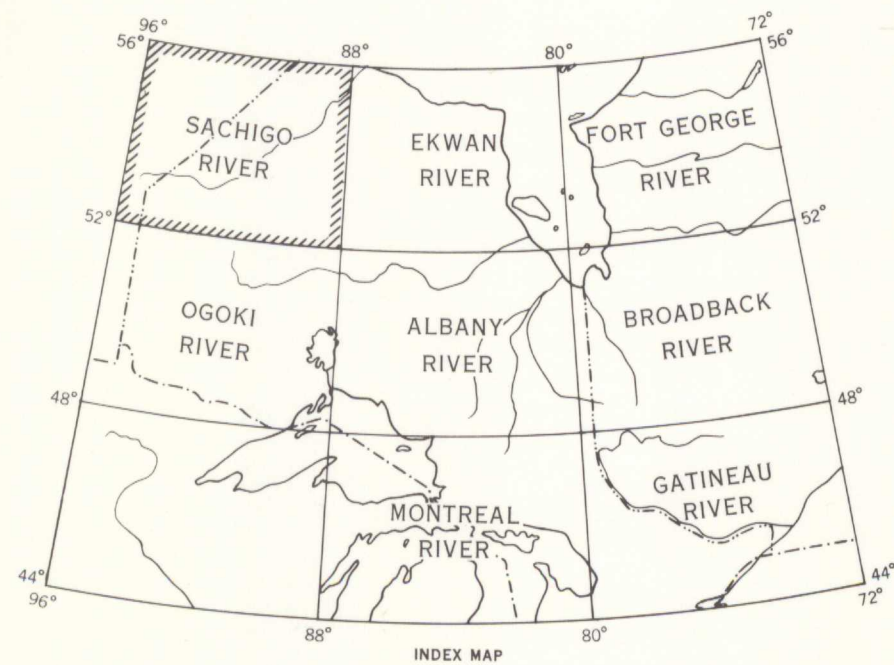 96°
56°
88°
80°
72°
56°
SACHIGO
RIVER
EKWAN
RIVER
FORT GEORGE
RIVER
52°
52°
OGOKI
RIVER
ALBANY
RIVER
BROADBACK
RIVER
48°
48°
MONTREAL
RIVER
GATINEAU
RIVER
44°
96°
88°
80°
44°
72°
INDEX MAP